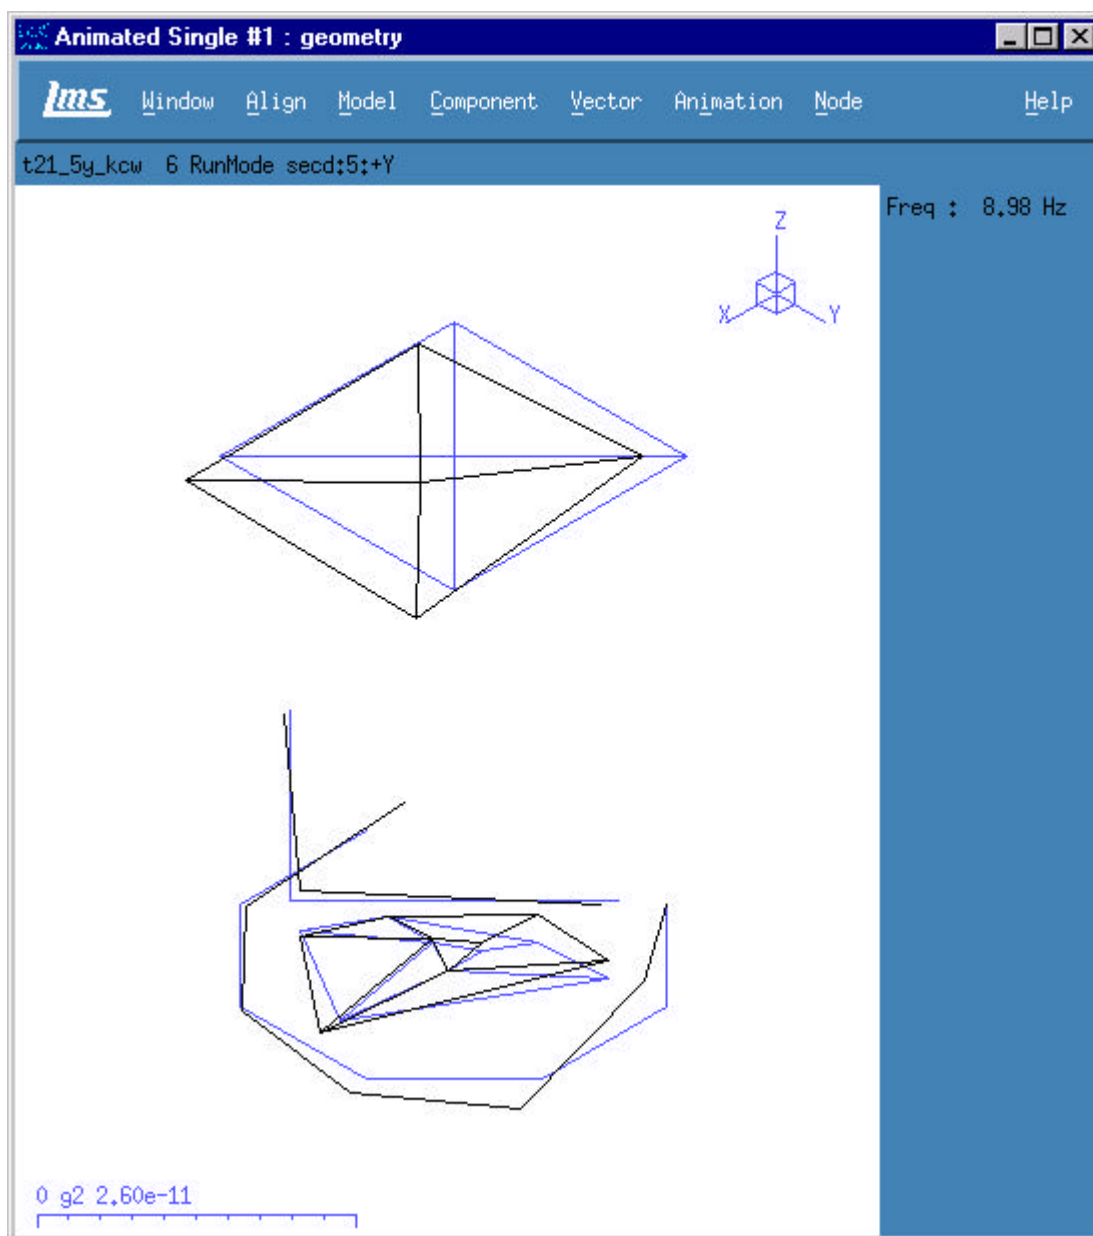 Animated Single #1 : geometry
lms Window Align Model Component Vector Animation Node Help
t21_5y_kcw 6 RunMode secd:5:+Y
Freq : 8.98 Hz
Z
X Y
0 g2 2.60e-11